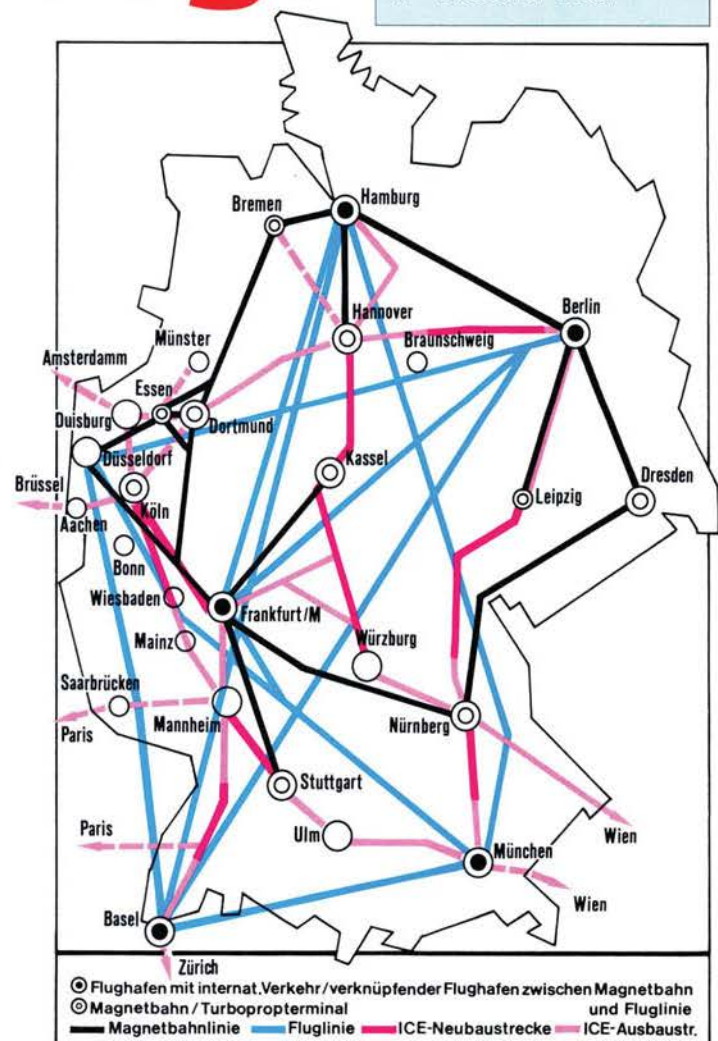 Hamburg
Bremen
Hannover
Berlin
Münster
Braunschweig
Amsterdamm
Essen
Duisburg
Dortmund
Düsseldorf
Kassel
Brüssel
Leipzig
Dresden
Aachen
Köln
Bonn
Wiesbaden
Frankfurt/M
Mainz
Würzburg
Saarbrücken
Mannheim
Nürnberg
Paris
Stuttgart
Ulm
Paris
Wien
München
Basel
Wien
Zürich
Flughafen mit internat.Verkehr/verknüpfender Flughafen zwischen Magnetbahn
Magnetbahn/Turbopropterminal und Fluglinie
Magnetbahnlinie Fluglinie ICE-Neubaustrecke ICE-Ausbaustr.